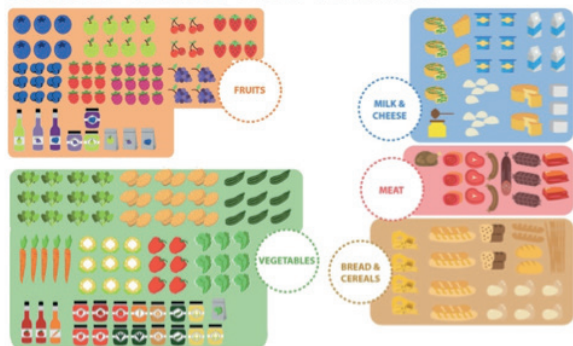 FRUITS
MILK &
CHEESE
MEAT
VEGETABLES
BREAD &
CEREALS